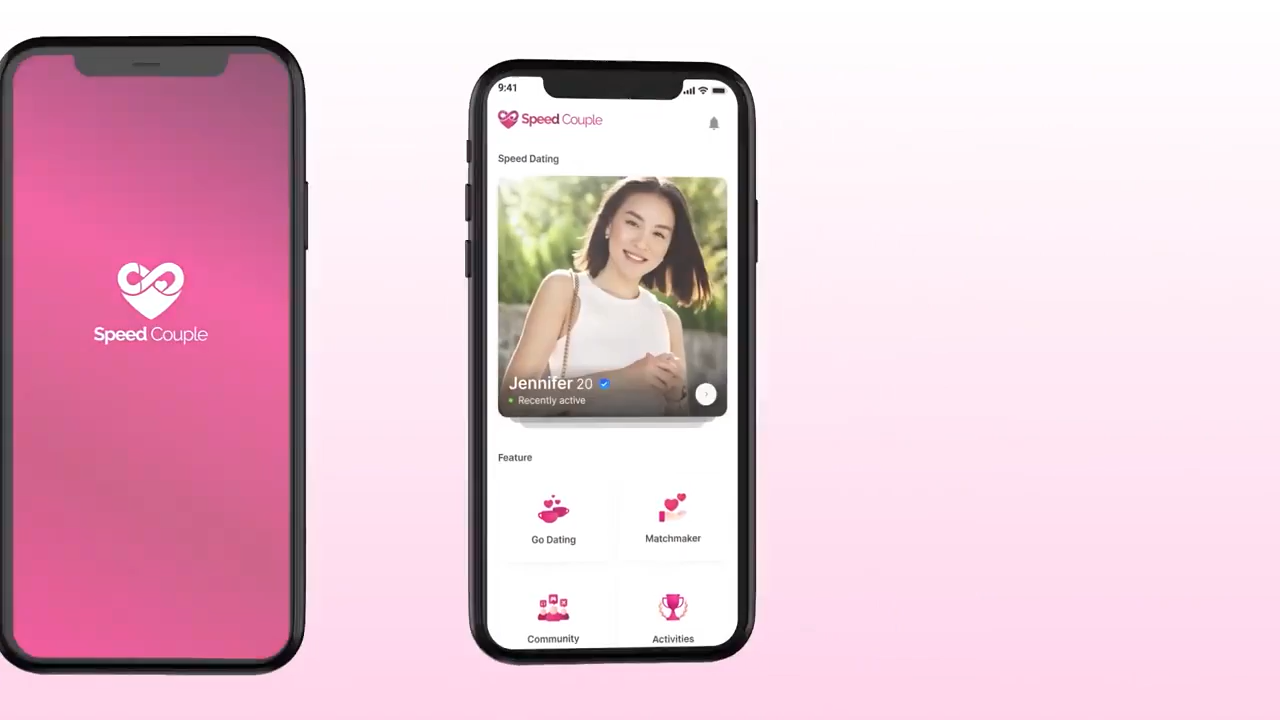 Speed Couple
9:41
Speed Couple
Speed Dating
Jennifer 20
Recently active
Feature
Go Dating
Matchmaker
Community
Activities